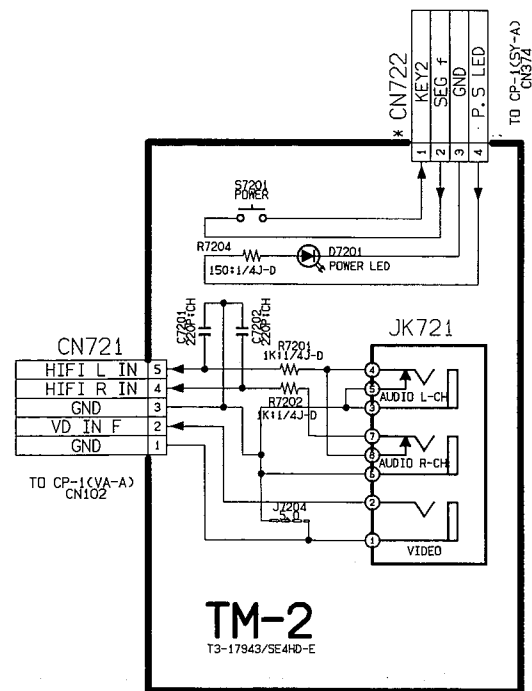 * CN722
KEY2
SEG f
GND
P.S LED
TO CP-1(SY-A)
CN374
1 2 3 4
S7201
POWER
R7204
150:1/4J-D
D7201
POWER LED
C7201
220P:CH
C7202
220P:CH
CN721
HIFI L IN 5
HIFI R IN 4
GND 3
VD IN F 2
GND 1
TO CP-1(VA-A)
CN102
R7201
1K:1/4J-D
R7202
1K:1/4J-D
J7204
5.0
JK721
4
5
AUDIO L-CH
3
7
8
AUDIO R-CH
6
2
1
VIDEO
TM-2
T3-17943/SE4HD-E